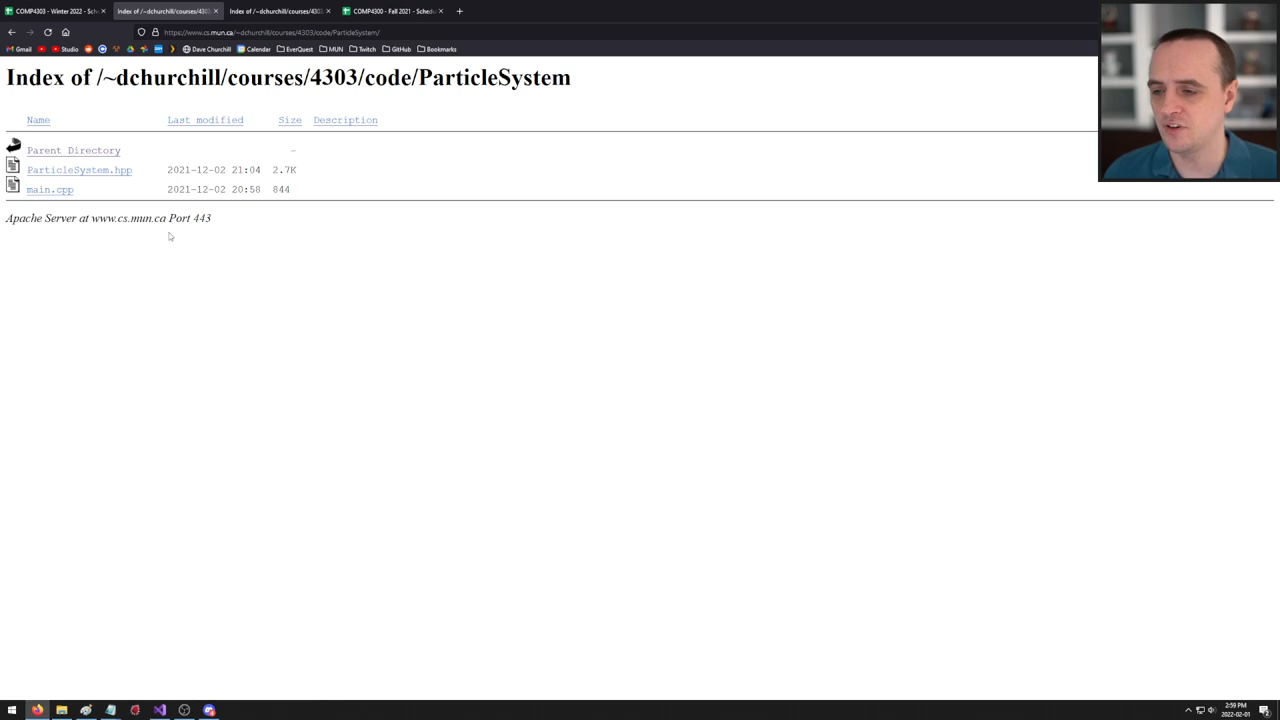 COMP4303 - Winter 2022 - Sche
Index of /~dchurchill/courses/4303
Index of /~dchurchill/courses/4303
COMP4300 - Fall 2021 - Schedu
https://www.cs.mun.ca/~dchurchill/courses/4303/code/ParticleSystem/
Gmail YouTube Studio Calendar Dave Churchill EverQuest MUN Twitch GitHub Bookmarks
Index of /~dchurchill/courses/4303/code/ParticleSystem
Name Last modified Size Description
Parent Directory -
ParticleSystem.hpp 2021-12-02 21:04 2.7K
main.cpp 2021-12-02 20:58 844
Apache Server at www.cs.mun.ca Port 443
2:59 PM
2022-02-01